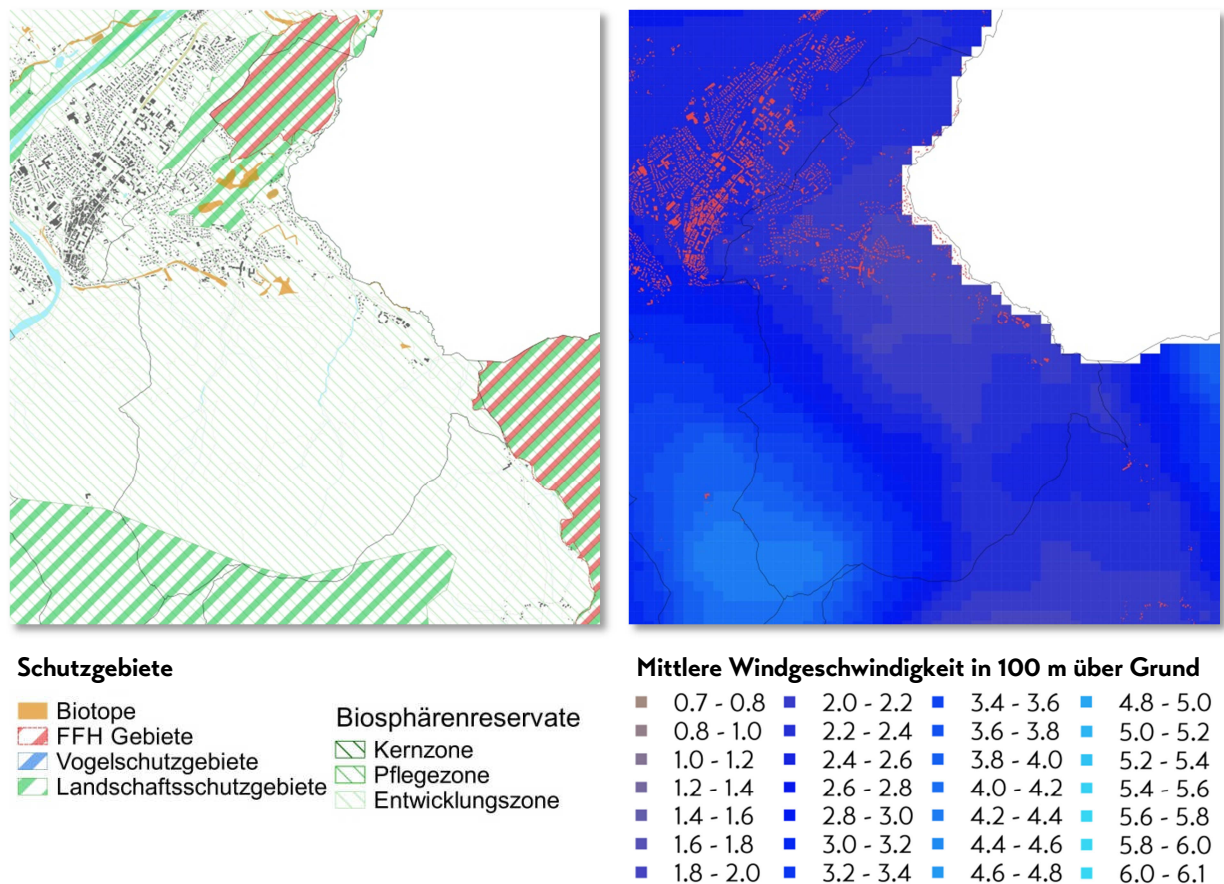 Schutzgebiete
Biotope
FFH Gebiete
Vogelschutzgebiete
Landschaftsschutzgebiete
Biosphärenreservate
Kernzone
Pflegezone
Entwicklungszone
Mittlere Windgeschwindigkeit in 100 m über Grund
0.7 - 0.8
0.8 - 1.0
1.0 - 1.2
1.2 - 1.4
1.4 - 1.6
1.6 - 1.8
1.8 - 2.0
2.0 - 2.2
2.2 - 2.4
2.4 - 2.6
2.6 - 2.8
2.8 - 3.0
3.0 - 3.2
3.2 - 3.4
3.4 - 3.6
3.6 - 3.8
3.8 - 4.0
4.0 - 4.2
4.2 - 4.4
4.4 - 4.6
4.6 - 4.8
4.8 - 5.0
5.0 - 5.2
5.2 - 5.4
5.4 - 5.6
5.6 - 5.8
5.8 - 6.0
6.0 - 6.1